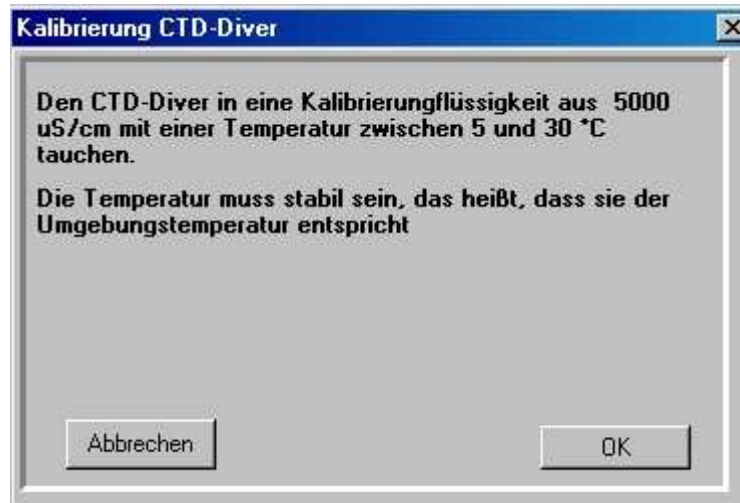 Kalibrierung CTD-Diver
Den CTD-Diver in eine Kalibrierungflüssigkeit aus 5000
uS/cm mit einer Temperatur zwischen 5 und 30 °C
tauchen.
Die Temperatur muss stabil sein, das heißt, dass sie der
Umgebungstemperatur entspricht
Abbrechen
OK